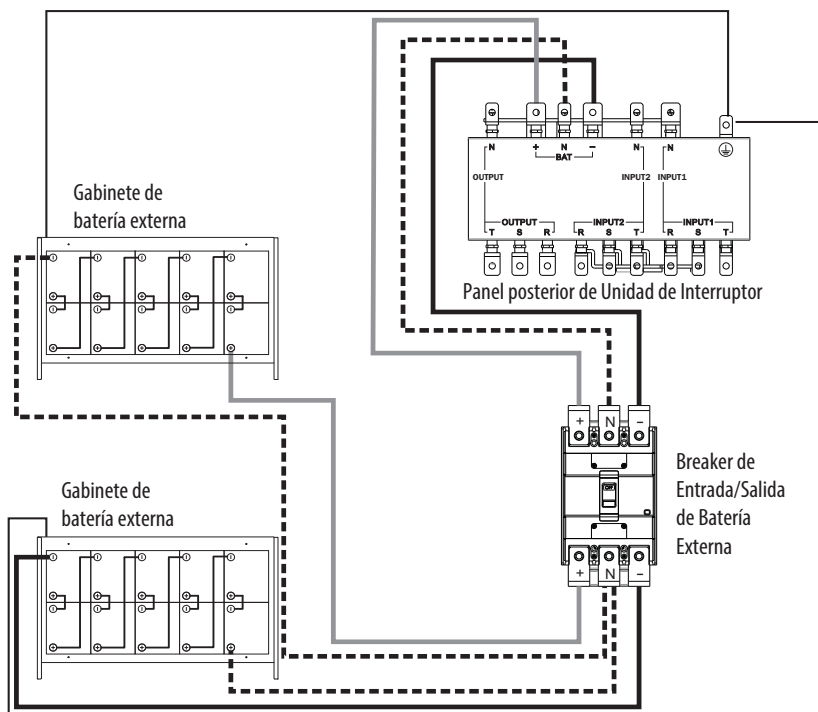 N + N − N N
BAT
OUTPUT INPUT2 INPUT1
OUTPUT INPUT2 INPUT1
T S R R S T R S T
Panel posterior de Unidad de Interruptor
Gabinete de
batería externa
+ N −
OFF
Breaker de
Entrada/Salida
de Batería
Externa
+ N −
Gabinete de
batería externa